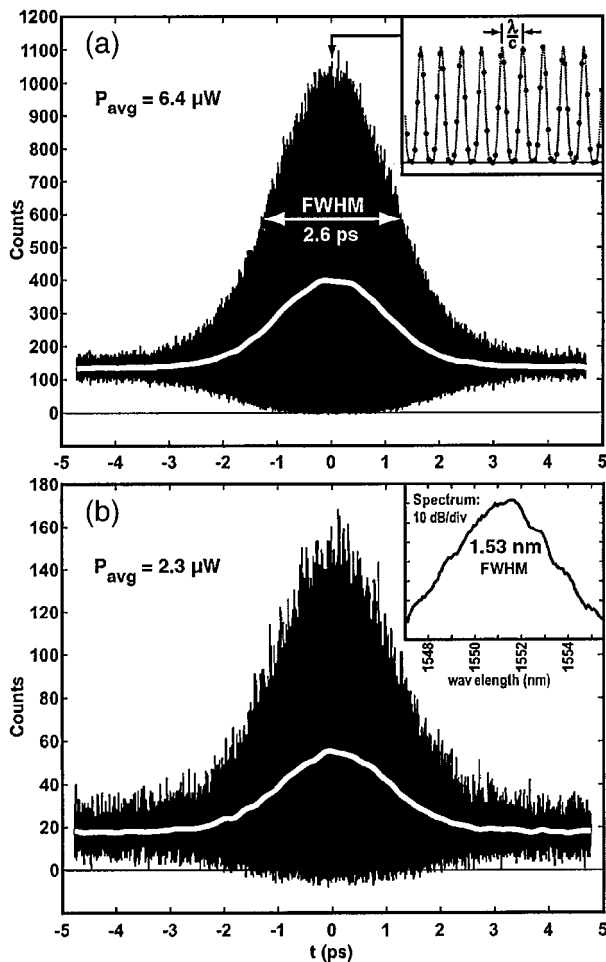 1200
1100
1000
900
800
700
600
500
400
300
200
100
0
Counts
(a)
P avg = 6.4 µW
λ
c
FWHM
2.6 ps
-5 -4 -3 -2 -1 0 1 2 3 4 5
180
160
140
120
100
80
60
40
20
0
Counts
(b)
P avg = 2.3 µW
Spectrum:
10 dB/div
1.53 nm
FWHM
1548 1550 1552 1554
wavelength (nm)
-5 -4 -3 -2 -1 0 1 2 3 4 5
t (ps)